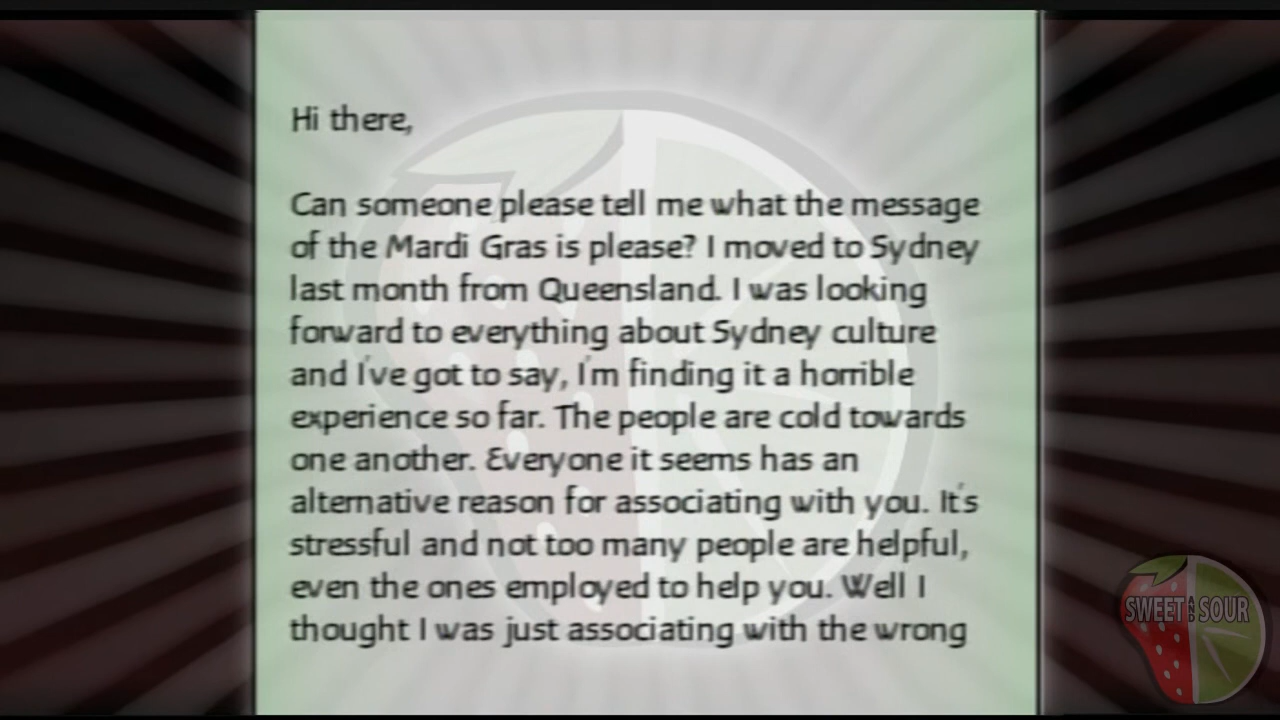 Hi there,
Can someone please tell me what the message
of the Mardi Gras is please? I moved to Sydney
last month from Queensland. I was looking
forward to everything about Sydney culture
and I've got to say, I'm finding it a horrible
experience so far. The people are cold towards
one another. Everyone it seems has an
alternative reason for associating with you. It's
stressful and not too many people are helpful,
even the ones employed to help you. Well I
thought I was just associating with the wrong
SWEET AND SOUR